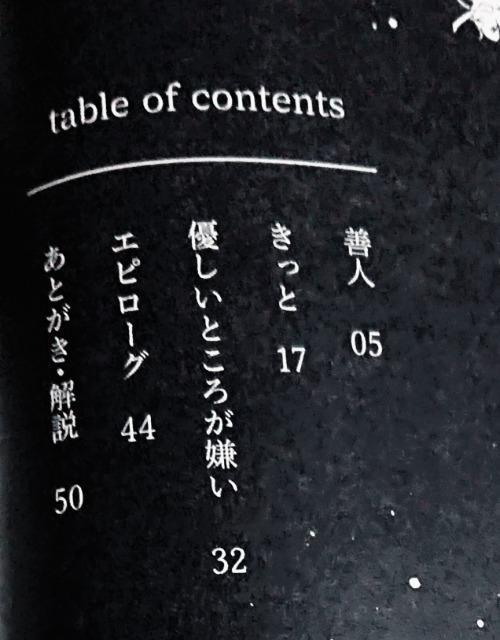 table of contents
善人 05
きっと 17
優しいところが嫌い 32
エピローグ 44
あとがき・解説 50